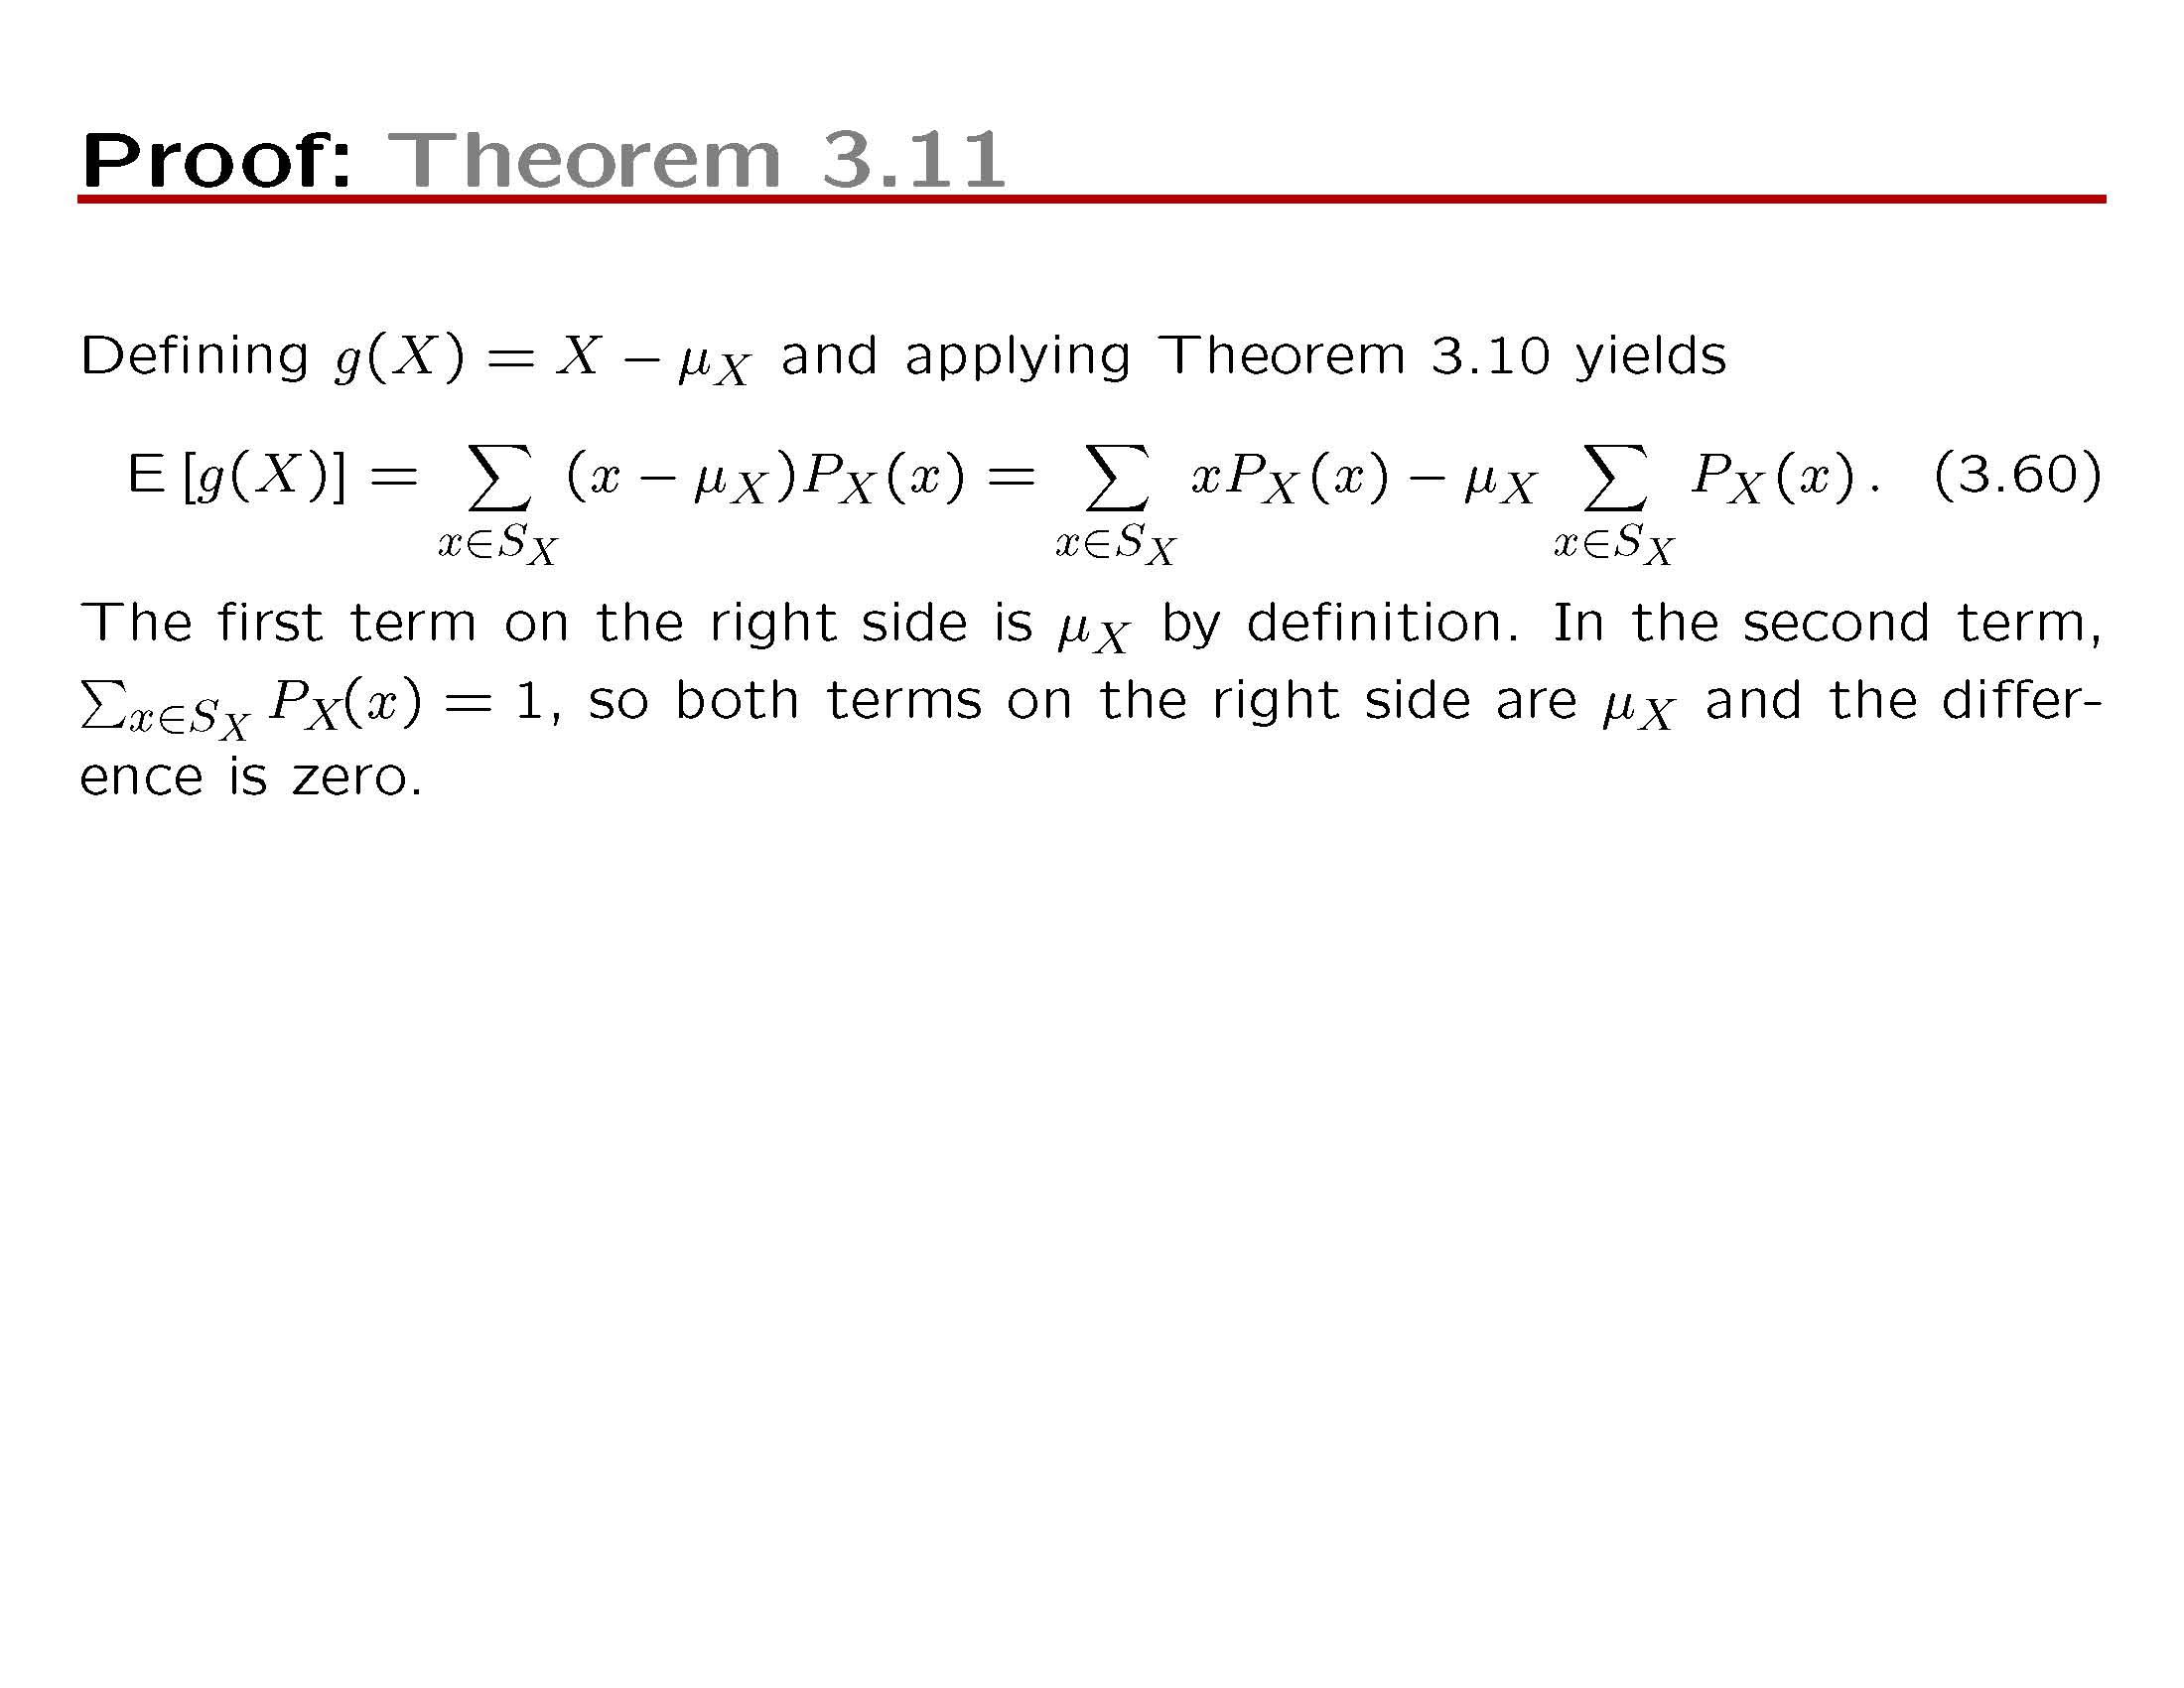 Proof: Theorem 3.11
Defining g(X) = X − μ_X and applying Theorem 3.10 yields
E [g(X)] = ∑_{x∈S_X} (x − μ_X)P_X(x) = ∑_{x∈S_X} xP_X(x) − μ_X ∑_{x∈S_X} P_X(x). (3.60)
The first term on the right side is μ_X by definition. In the second term,
∑_{x∈S_X} P_X(x) = 1, so both terms on the right side are μ_X and the differ-
ence is zero.